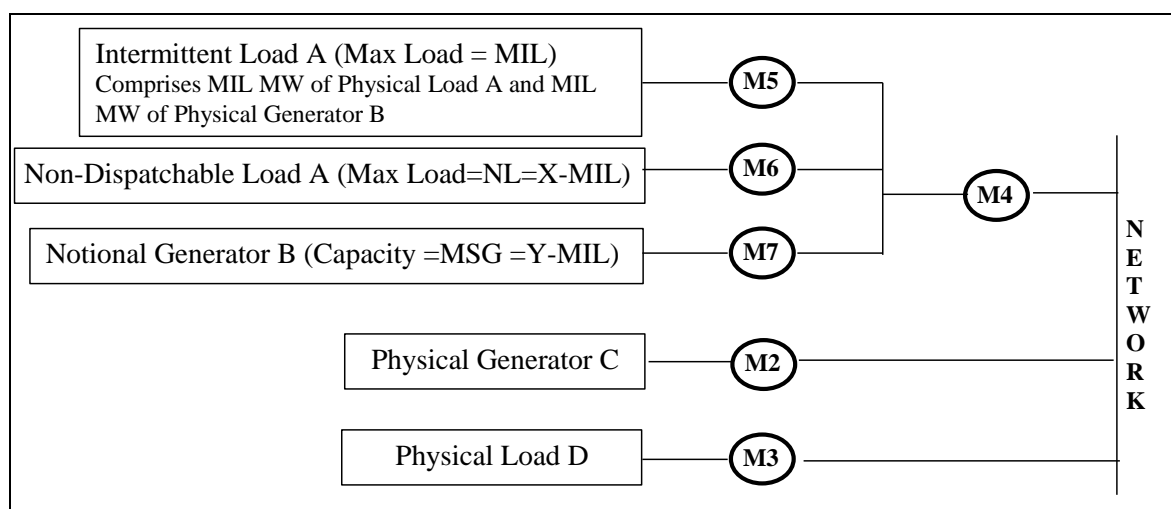 Intermittent Load A (Max Load = MIL)
Comprises MIL MW of Physical Load A and MIL
MW of Physical Generator B
M5
Non-Dispatchable Load A (Max Load=NL=X-MIL)
M6
M4
Notional Generator B (Capacity =MSG =Y-MIL)
M7
Physical Generator C
M2
Physical Load D
M3
N
E
T
W
O
R
K